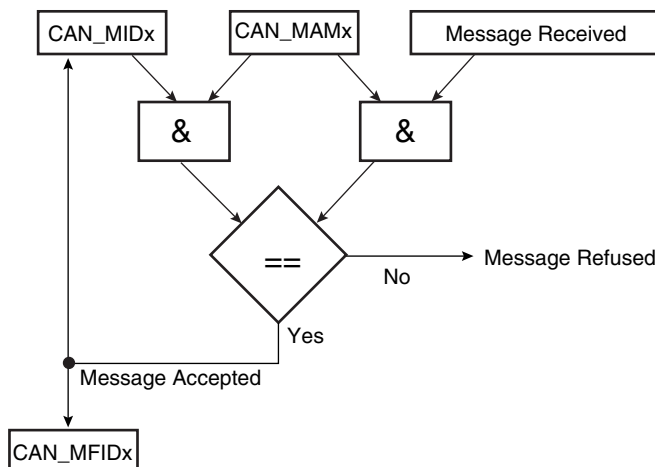 CAN_MIDx
CAN_MAMx
Message Received
&
&
==
No
Message Refused
Yes
Message Accepted
CAN_MFIDx